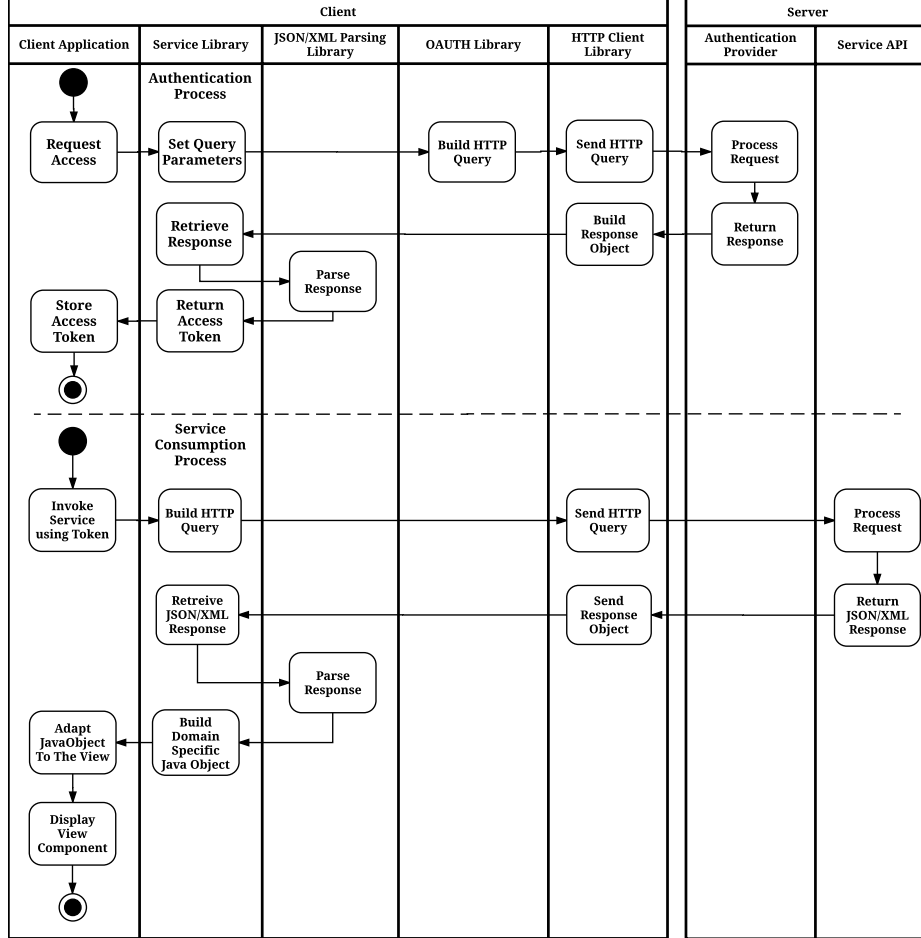 Client
Server
Client Application
Service Library
JSON/XML Parsing
Library
OAUTH Library
HTTP Client
Library
Authentication
Provider
Service API
Authentication
Process
Request
Access
Set Query
Parameters
Build HTTP
Query
Send HTTP
Query
Process
Request
Retrieve
Response
Build
Response
Object
Return
Response
Parse
Response
Store
Access
Token
Return
Access
Token
Service
Consumption
Process
Invoke
Service
using Token
Build HTTP
Query
Send HTTP
Query
Process
Request
Retreive
JSON/XML
Response
Send
Response
Object
Return
JSON/XML
Response
Parse
Response
Adapt
JavaObject
To The View
Build
Domain
Specific
Java Object
Display
View
Component